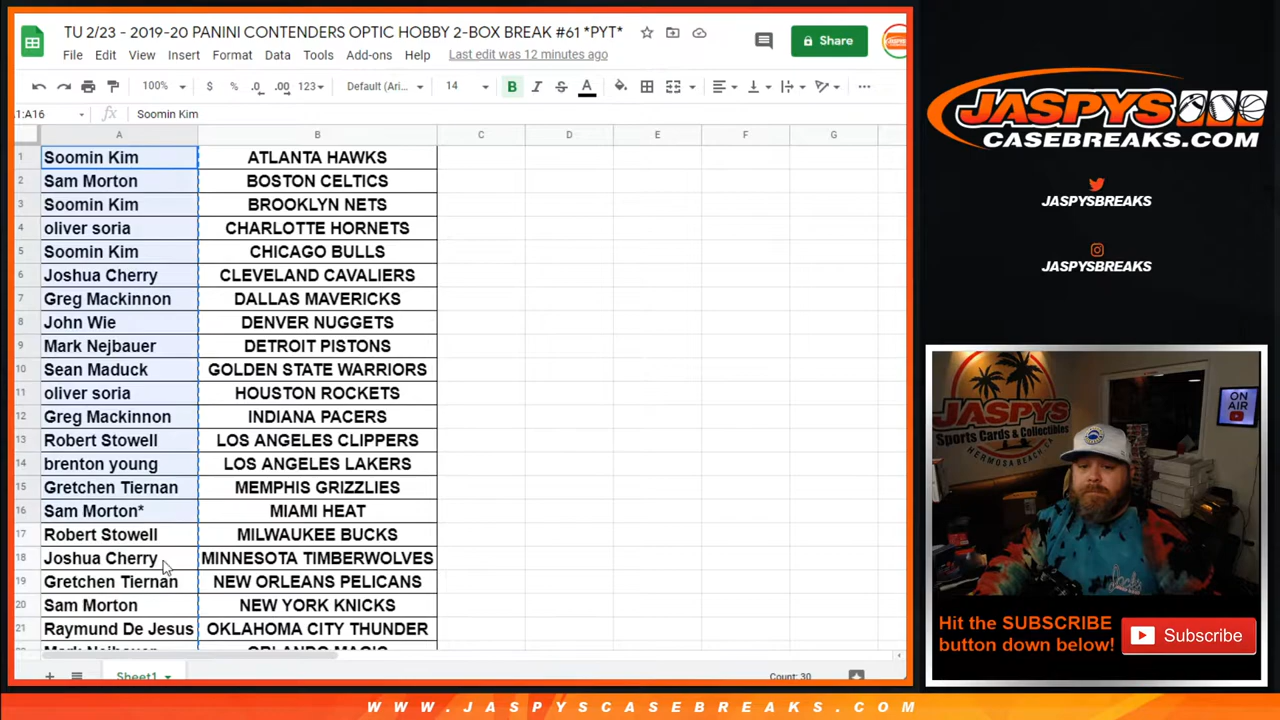 TU 2/23 - 2019-20 PANINI CONTENDERS OPTIC HOBBY 2-BOX BREAK #61 *PYT*
File Edit View Insert Format Data Tools Add-ons Help Last edit was 12 minutes ago
Share
100% $ % .0 .00 123 Default (Ari... 14 B I S A
1:A16 fx Soomin Kim
A B C D E F G
1 Soomin Kim ATLANTA HAWKS
2 Sam Morton BOSTON CELTICS
3 Soomin Kim BROOKLYN NETS
4 oliver soria CHARLOTTE HORNETS
5 Soomin Kim CHICAGO BULLS
6 Joshua Cherry CLEVELAND CAVALIERS
7 Greg Mackinnon DALLAS MAVERICKS
8 John Wie DENVER NUGGETS
9 Mark Nejbauer DETROIT PISTONS
10 Sean Maduck GOLDEN STATE WARRIORS
11 oliver soria HOUSTON ROCKETS
12 Greg Mackinnon INDIANA PACERS
13 Robert Stowell LOS ANGELES CLIPPERS
14 brenton young LOS ANGELES LAKERS
15 Gretchen Tiernan MEMPHIS GRIZZLIES
16 Sam Morton* MIAMI HEAT
17 Robert Stowell MILWAUKEE BUCKS
18 Joshua Cherry MINNESOTA TIMBERWOLVES
19 Gretchen Tiernan NEW ORLEANS PELICANS
20 Sam Morton NEW YORK KNICKS
21 Raymund De Jesus OKLAHOMA CITY THUNDER
Mark Nejbauer ORLANDO MAGIC
Sheet1 Count: 30
JASPYS
CASEBREAKS.COM
JASPYSBREAKS
JASPYSBREAKS
JASPYS
Sports Cards & Collectibles
HERMOSA BEACH,
ON
AIR
Hit the SUBSCRIBE
button down below!
Subscribe
WWW.JASPYSCASEBREAKS.COM